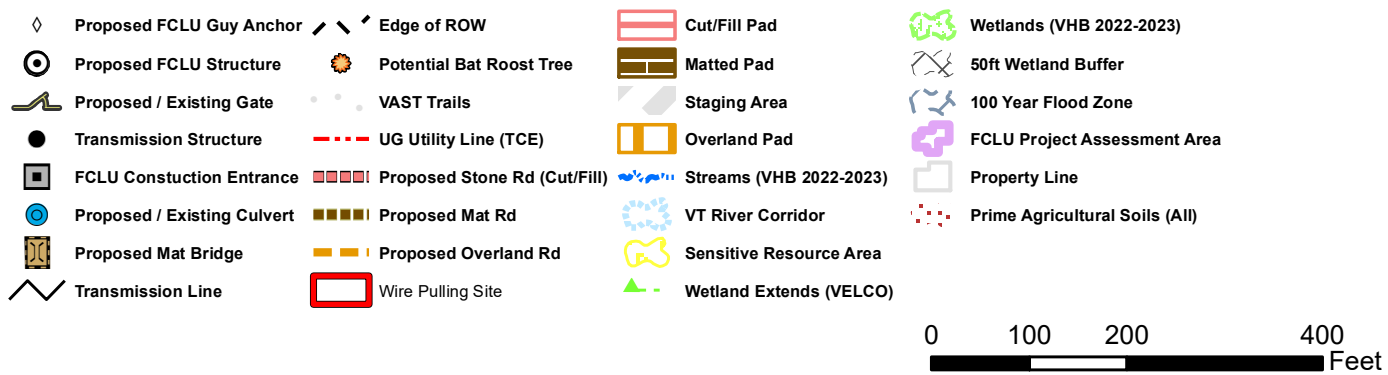 Proposed FCLU Guy Anchor
Proposed FCLU Structure
Proposed / Existing Gate
Transmission Structure
FCLU Constuction Entrance
Proposed / Existing Culvert
Proposed Mat Bridge
Transmission Line
Edge of ROW
Potential Bat Roost Tree
VAST Trails
UG Utility Line (TCE)
Proposed Stone Rd (Cut/Fill)
Proposed Mat Rd
Proposed Overland Rd
Wire Pulling Site
Cut/Fill Pad
Matted Pad
Staging Area
Overland Pad
Streams (VHB 2022-2023)
VT River Corridor
Sensitive Resource Area
Wetland Extends (VELCO)
Wetlands (VHB 2022-2023)
50ft Wetland Buffer
100 Year Flood Zone
FCLU Project Assessment Area
Property Line
Prime Agricultural Soils (All)
0 100 200 400
Feet